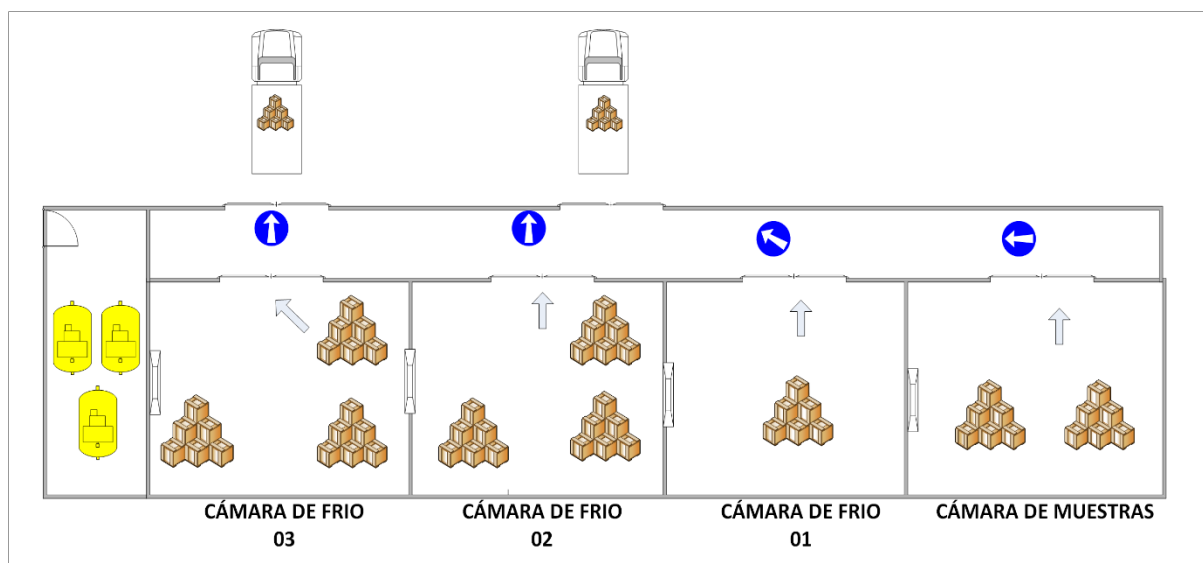 CÁMARA DE FRIO
03
CÁMARA DE FRIO
02
CÁMARA DE FRIO
01
CÁMARA DE MUESTRAS